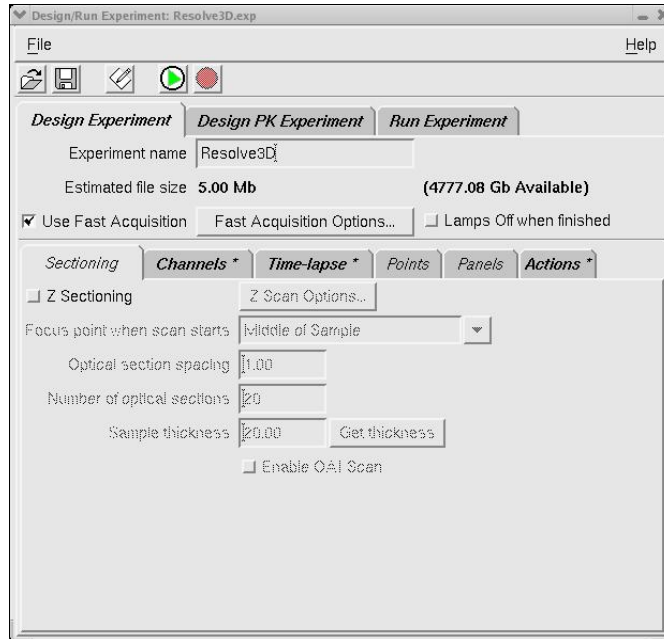 Design/Run Experiment: Resolve3D.exp
File Help
Design Experiment Design PK Experiment Run Experiment
Experiment name Resolve3D
Estimated file size 5.00 Mb (4777.08 Gb Available)
Use Fast Acquisition Fast Acquisition Options... Lamps Off when finished
Sectioning Channels * Time-lapse * Points Panels Actions *
Z Sectioning Z Scan Options...
Focus point when scan starts Middle of Sample
Optical section spacing 1.00
Number of optical sections 20
Sample thickness 20.00 Get thickness
Enable OAI Scan